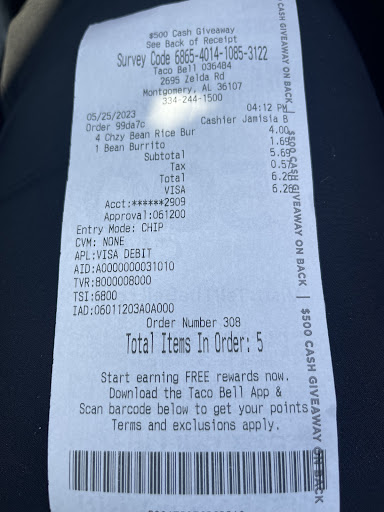 $500 Cash Giveaway
See Back of Receipt
Survey Code 6865-4014-1085-3122
Taco Bell 036484
2695 Zelda Rd
Montgomery, AL 36107
334-244-1500
05/25/2023 04:12 PM
Order 99da7c Cashier Jamisia B
4 Chzy Bean Rice Bur 4.00
1 Bean Burrito 1.69
Subtotal 5.69
Tax 0.57
Total 6.26
VISA 6.26
Acct:******2909
Approval:061200
Entry Mode: CHIP
CVM: NONE
APL:VISA DEBIT
AID:A0000000031010
TVR:8000008000
TSI:6800
IAD:06011203A0A000
Order Number 308
Total Items In Order: 5
Start earning FREE rewards now.
Download the Taco Bell App &
Scan barcode below to get your points
Terms and exclusions apply.
CASH GIVEAWAY ON BACK
$500 CASH GIVEAWAY ON BACK
$500 CASH GIVEAWAY ON BACK